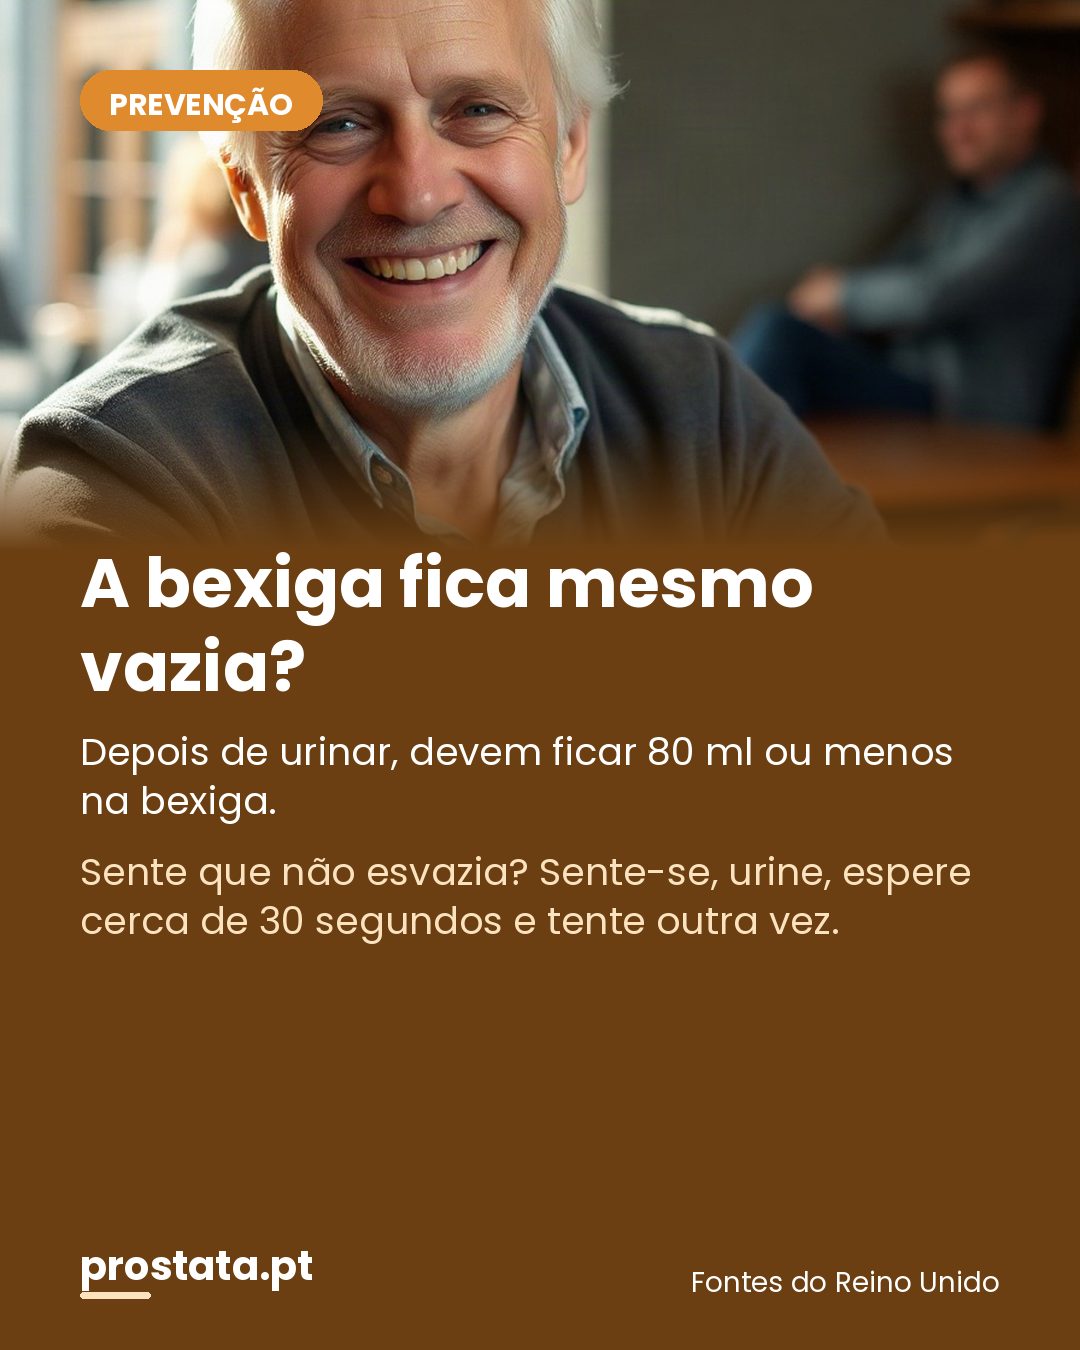 PREVENÇÃO
A bexiga fica mesmo
vazia?
Depois de urinar, devem ficar 80 ml ou menos
na bexiga.
Sente que não esvazia? Sente-se, urine, espere
cerca de 30 segundos e tente outra vez.
prostata.pt
Fontes do Reino Unido